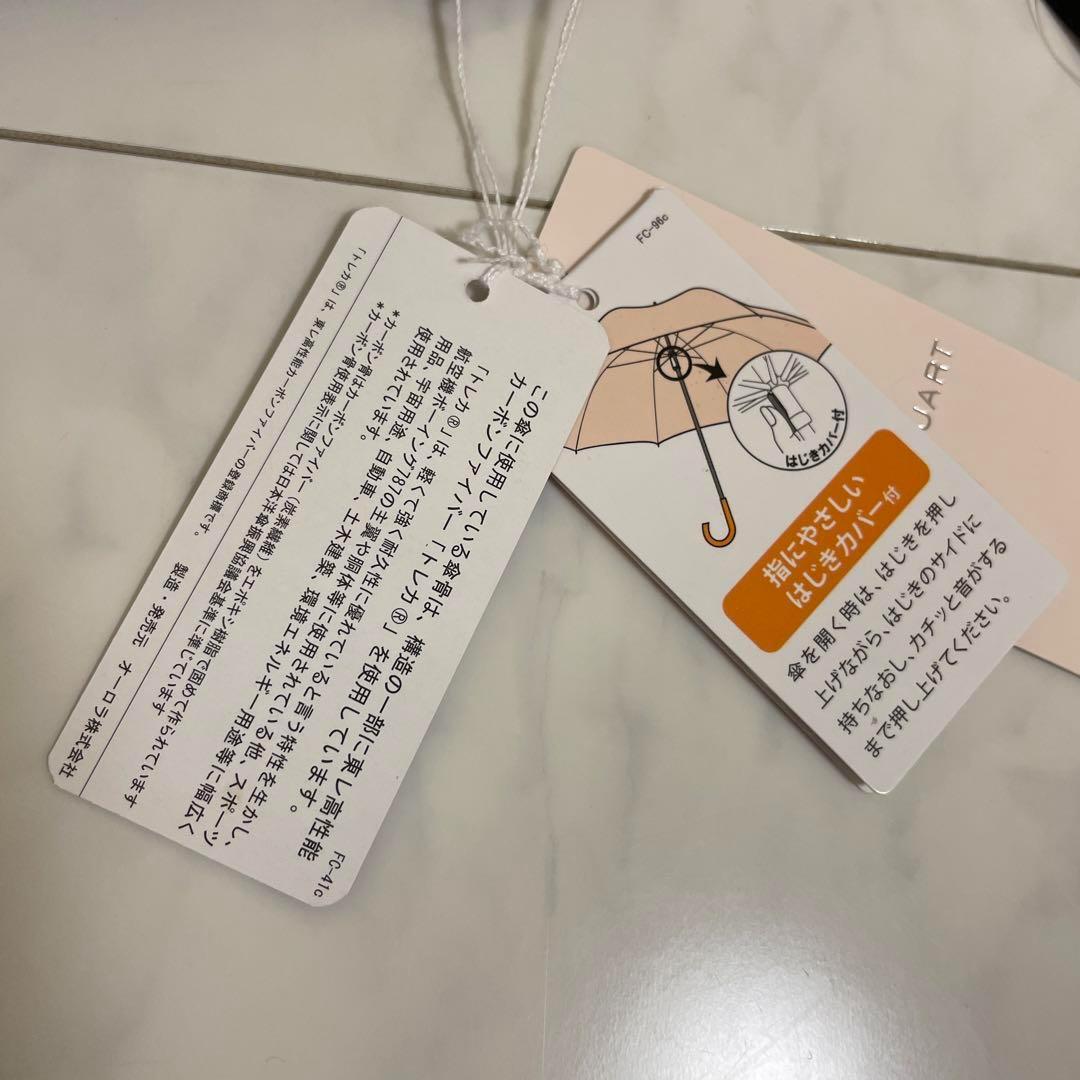 この傘に使用している傘骨は、構造の一部に東レ高性能
カーボンファイバー「トレカ®」を使用しています。
「トレカ®」は、軽くて強く耐久性に優れていると言う特性を生かし、
航空機ボーイング787の主翼や胴体等に使用されている他、スポーツ
用品、宇宙用途、自動車、土木建築、環境エネルギー用途等に幅広く
使用されています。
*カーボン骨はカーボンファイバー(炭素繊維)をエポキシ樹脂で固めて作られています
*カーボン骨使用表示に関しては日本洋傘振興協議会基準に準じています
「トレカ®」は、東レ高性能カーボンファイバーの登録商標です。
製造・発売元 オーロラ株式会社
FC-41c
FC-96c
はじきカバー付
指にやさしい
はじきカバー付
傘を開く時は、はじきを押し
上げながら、はじきのサイドに
持ちなおし、カチッと音がする
まで押し上げてください。
JART